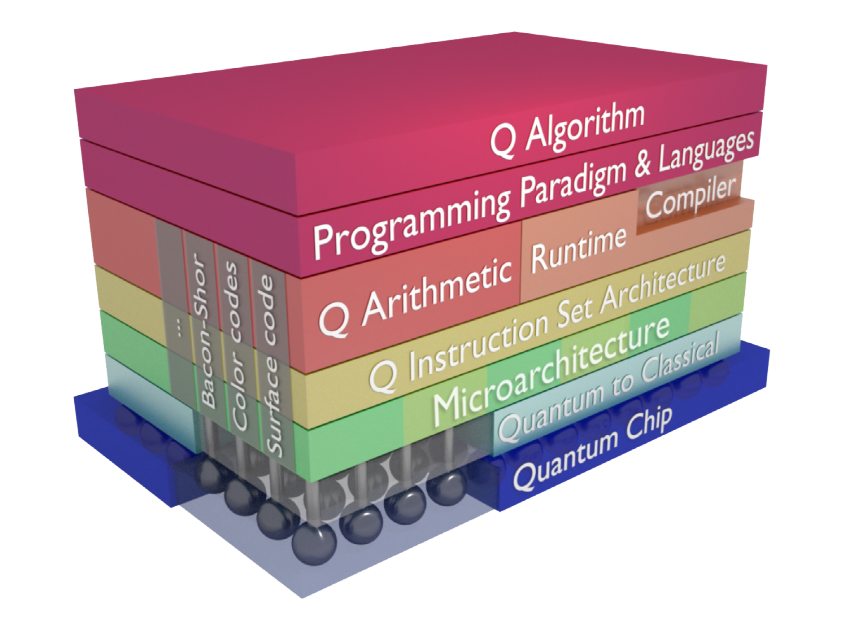 Q Algorithm
Programming Paradigm & Languages
Compiler
Q Arithmetic
Runtime
Q Instruction Set Architecture
Microarchitecture
Quantum to Classical
Quantum Chip
...
Bacon-Shor
Color codes
Surface code